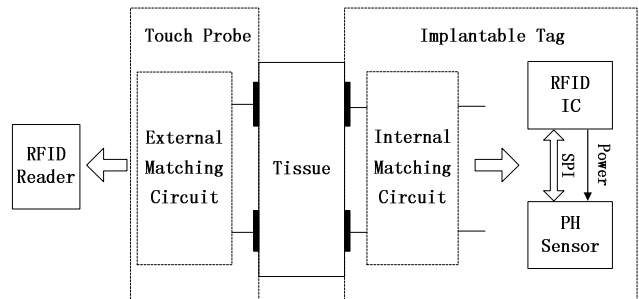 Touch Probe
Implantable Tag
RFID
Reader
External
Matching
Circuit
Tissue
Internal
Matching
Circuit
RFID
IC
SPI
Power
PH
Sensor